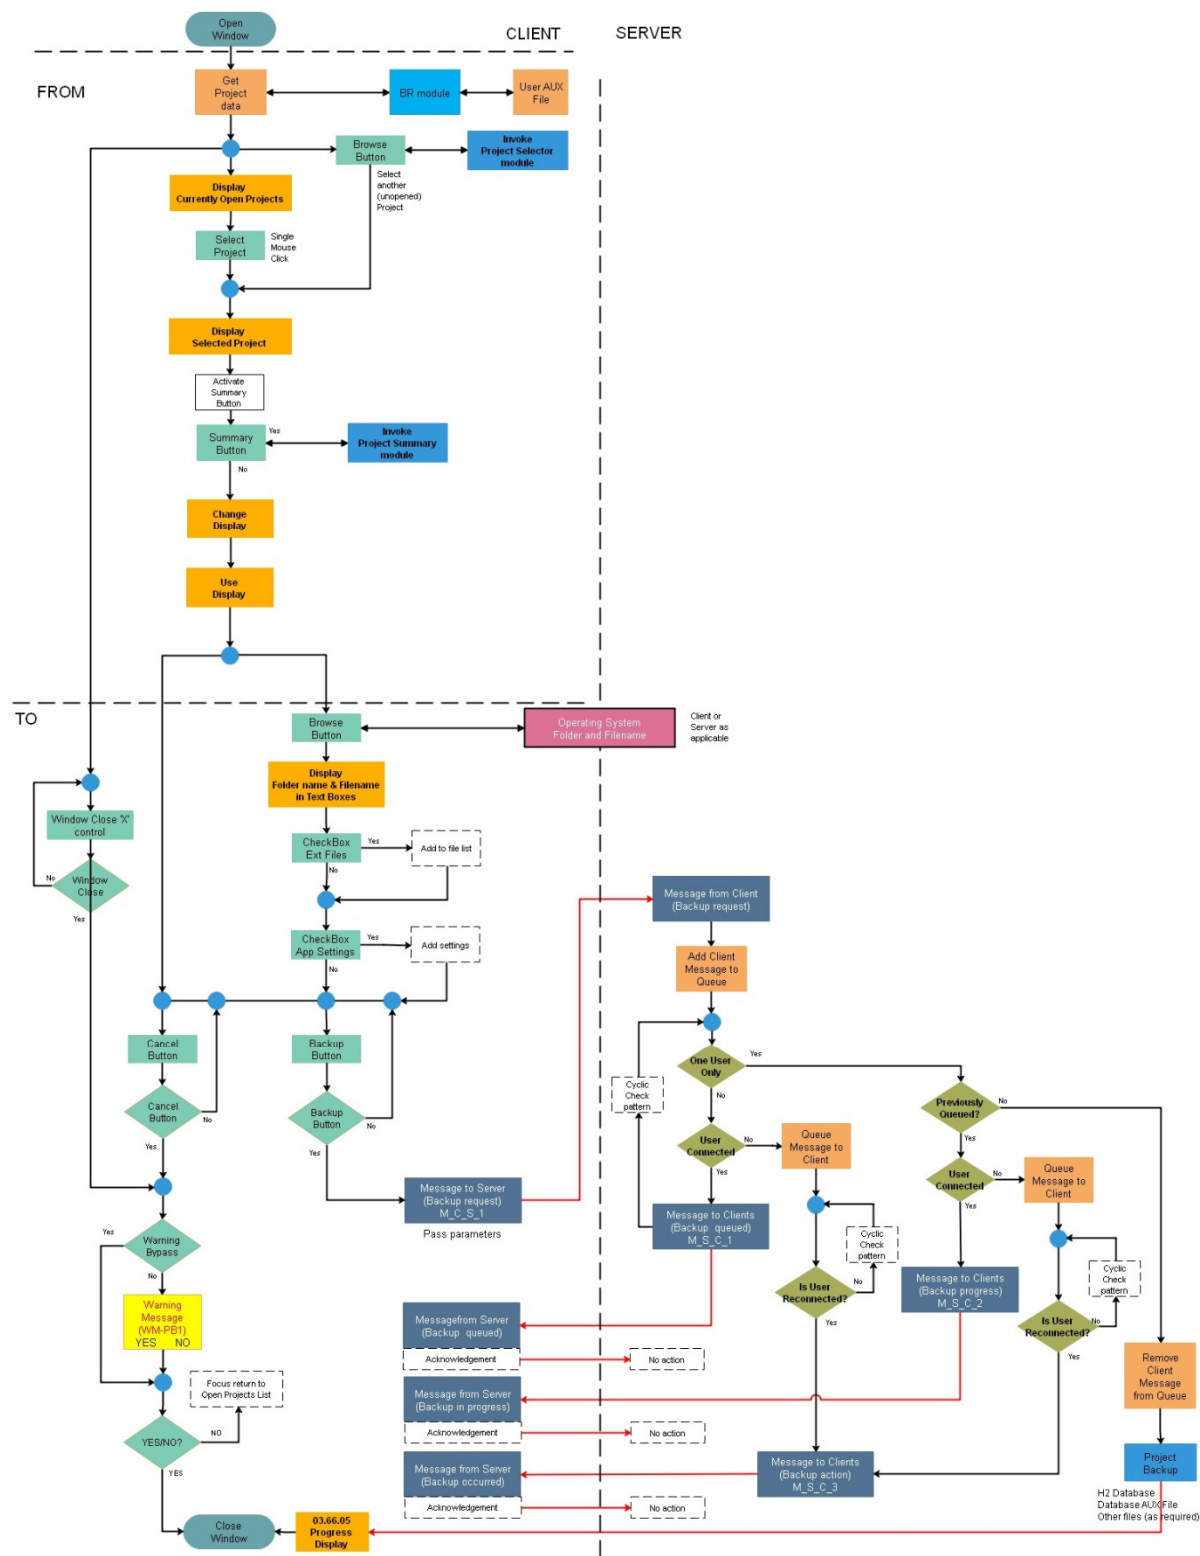 Open
Window
CLIENT
SERVER
FROM
Get
Project
data
BR module
User AUX
File
Browse
Button
Invoke
Project Selector
module
Select
another
(unopened)
Project
Display
Currently Open Projects
Select
Project
Single
Mouse
Click
Display
Selected Project
Activate
Summary
Button
Summary
Button
Yes
Invoke
Project Summary
module
No
Change
Display
Use
Display
TO
Browse
Button
Operating System
Folder and Filename
Client or
Server as
applicable
Display
Folder name & Filename
in Text Boxes
Window Close 'X'
control
CheckBox
Ext Files
Yes
Add to file list
No
Window
Close
No
Yes
Message from Client
(Backup request)
CheckBox
App Settings
Yes
Add settings
No
Add Client
Message to
Queue
Cancel
Button
Backup
Button
One User
Only
Yes
No
Cyclic
Check
pattern
Previously
Queued?
No
Yes
Cancel
Button
No
Yes
Backup
Button
No
Yes
User
Connected
No
Yes
Queue
Message to
Client
User
Connected
No
Yes
Queue
Message to
Client
Message to Server
(Backup request)
M_C_S_1
Pass parameters
Message to Clients
(Backup queued)
M_S_C_1
Cyclic
Check
pattern
Warning
Bypass
Yes
No
Is User
Reconnected?
No
Yes
Message to Clients
(Backup progress)
M_S_C_2
Cyclic
Check
pattern
Warning
Message
(WM-PB1)
YES NO
Messagefrom Server
(Backup queued)
Is User
Reconnected?
No
Yes
Acknowledgement
No action
Remove
Client
Message
from Queue
Focus return to
Open Projects List
Message from Server
(Backup in progress)
Acknowledgement
No action
YES/NO?
NO
YES
Message from Server
(Backup occurred)
Message to Clients
(Backup action)
M_S_C_3
Project
Backup
Acknowledgement
No action
H2 Database
Database AUX File
Other files (as required)
Close
Window
03.66.05
Progress
Display